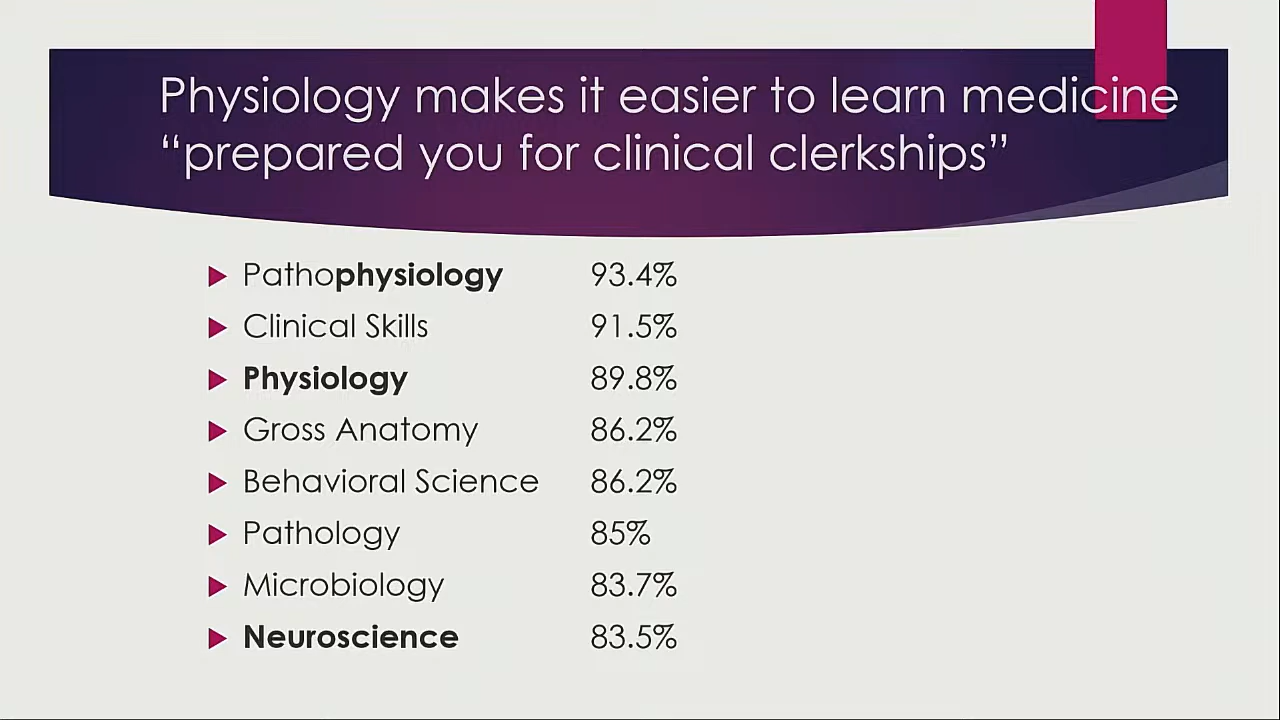 Physiology makes it easier to learn medicine
“prepared you for clinical clerkships”
Pathophysiology 93.4%
Clinical Skills 91.5%
Physiology 89.8%
Gross Anatomy 86.2%
Behavioral Science 86.2%
Pathology 85%
Microbiology 83.7%
Neuroscience 83.5%